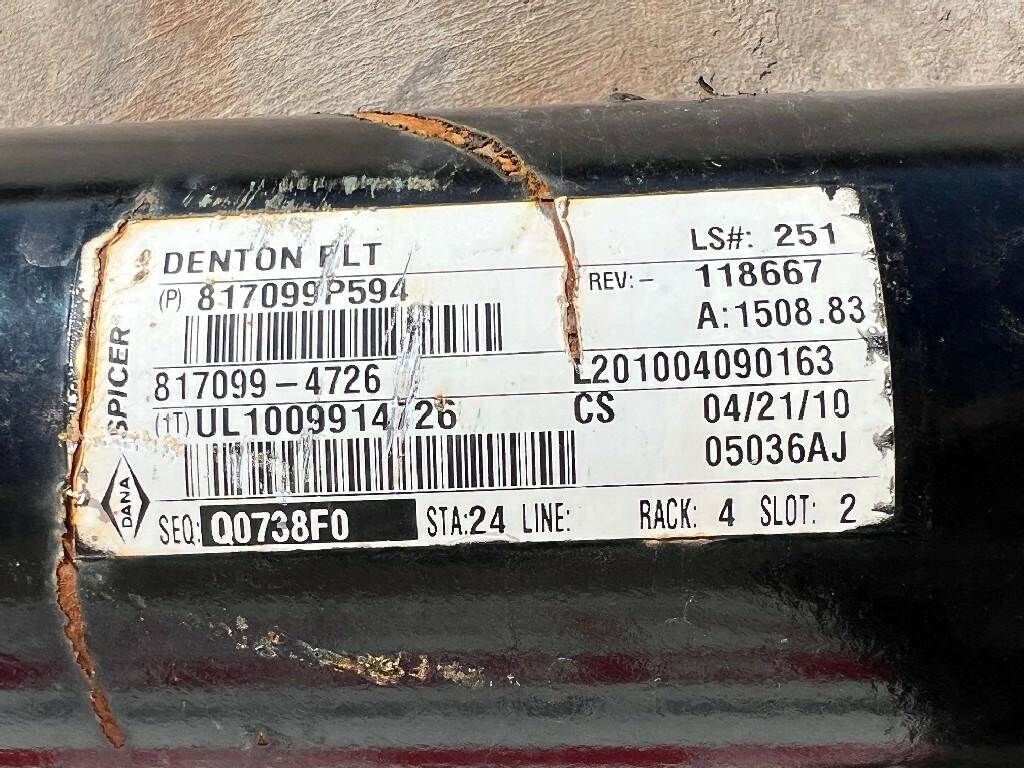 DENTON PLT LS#: 251
(P) 817099P594 REV:- 118667
A:1508.83
817099-4726 L201004090163
(1T) UL1009914726 CS 04/21/10
05036AJ
SEQ: Q0738F0 STA:24 LINE: RACK: 4 SLOT: 2
SPICER
DANA